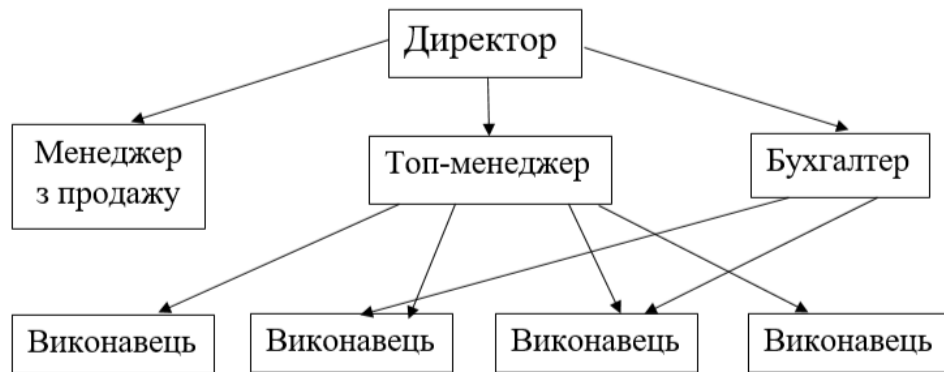 Директор
Менеджер
з продажу
Топ-менеджер
Бухгалтер
Виконавець
Виконавець
Виконавець
Виконавець